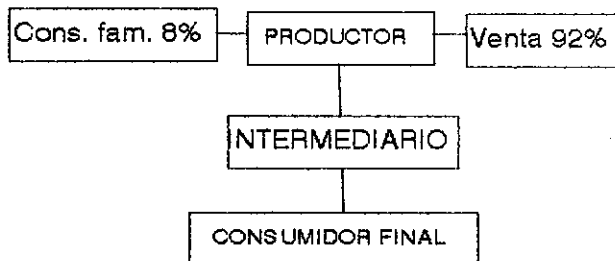 Cons. fam. 8%
PRODUCTOR
Venta 92%
NTERMEDIARIO
CONSUMIDOR FINAL